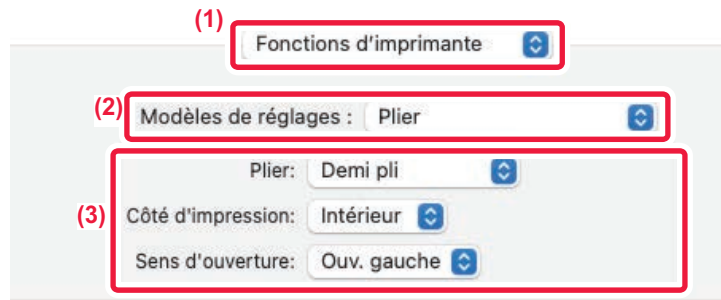 (1)
Fonctions d'imprimante
(2)
Modèles de réglages : Plier
Plier: Demi pli
(3) Côté d'impression: Intérieur
Sens d'ouverture: Ouv. gauche